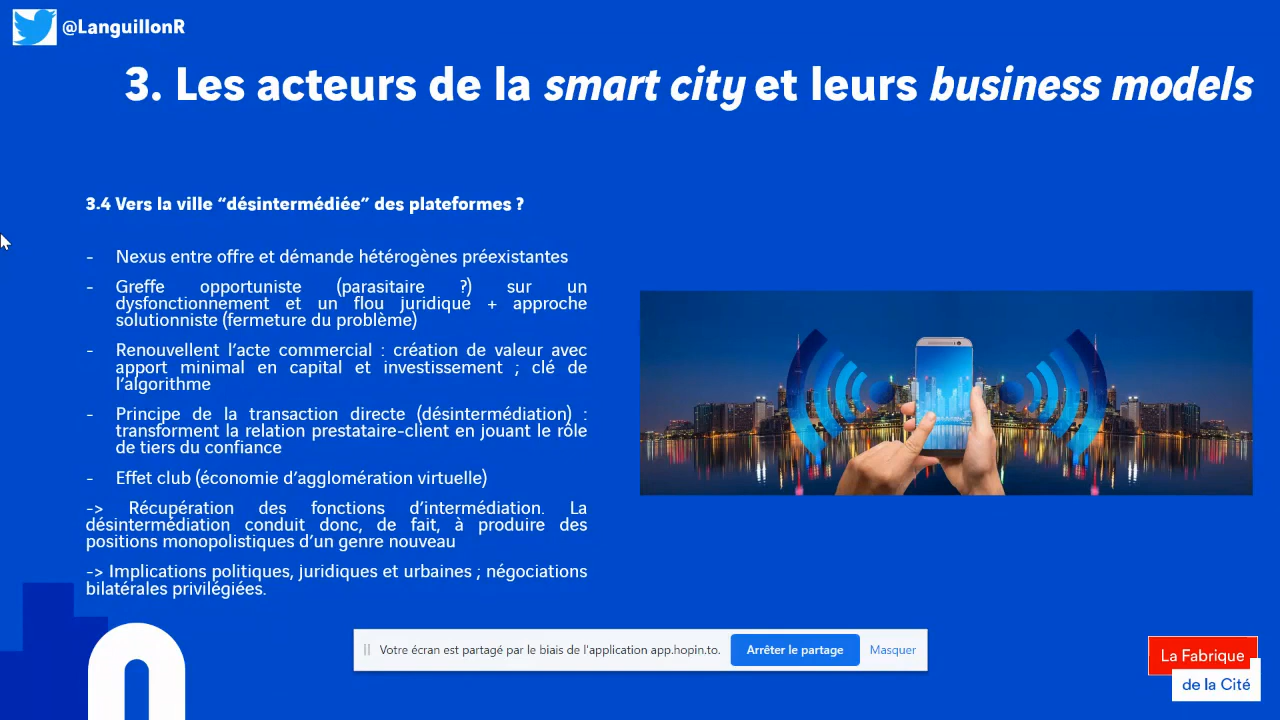 @LanguillonR
3. Les acteurs de la smart city et leurs business models
3.4 Vers la ville “désintermédiée” des plateformes ?
- Nexus entre offre et démande hétérogènes préexistantes
- Greffe opportuniste (parasitaire ?) sur un
dysfonctionnement et un flou juridique + approche
solutionniste (fermeture du problème)
- Renouvellent l’acte commercial : création de valeur avec
apport minimal en capital et investissement ; clé de
l’algorithme
- Principe de la transaction directe (désintermédiation) :
transforment la relation prestataire-client en jouant le rôle
de tiers du confiance
- Effet club (économie d’agglomération virtuelle)
-> Récupération des fonctions d’intermédiation. La
désintermédiation conduit donc, de fait, à produire des
positions monopolistiques d’un genre nouveau
-> Implications politiques, juridiques et urbaines ; négociations
bilatérales privilégiées.
Votre écran est partagé par le biais de l'application app.hopin.to.
Arrêter le partage
Masquer
La Fabrique
de la Cité